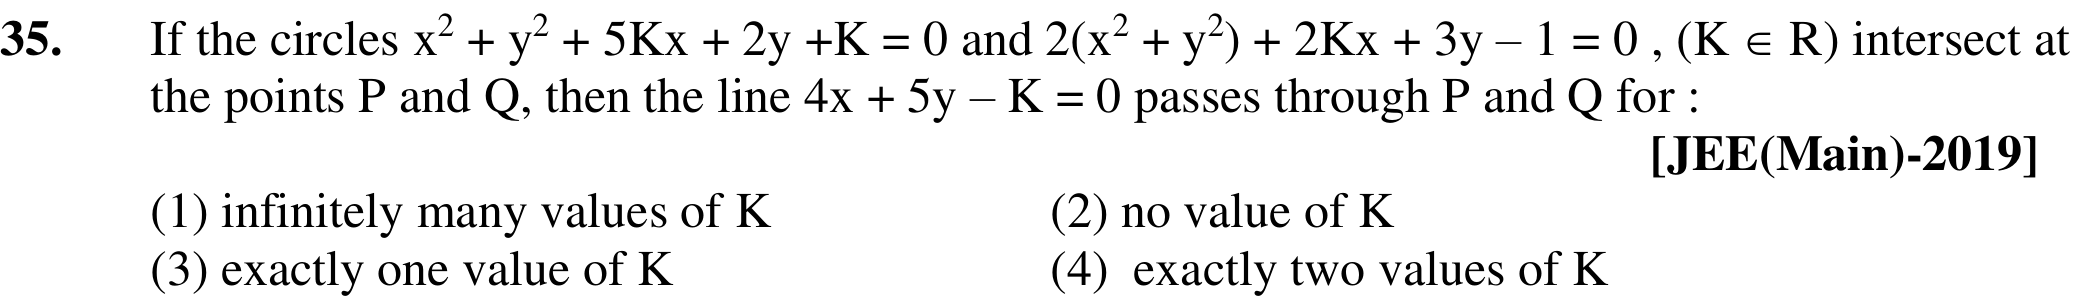 35. If the circles x² + y² + 5Kx + 2y +K = 0 and 2(x² + y²) + 2Kx + 3y – 1 = 0 , (K ∈ R) intersect at
the points P and Q, then the line 4x + 5y – K = 0 passes through P and Q for :
[JEE(Main)-2019]
(1) infinitely many values of K (2) no value of K
(3) exactly one value of K (4) exactly two values of K